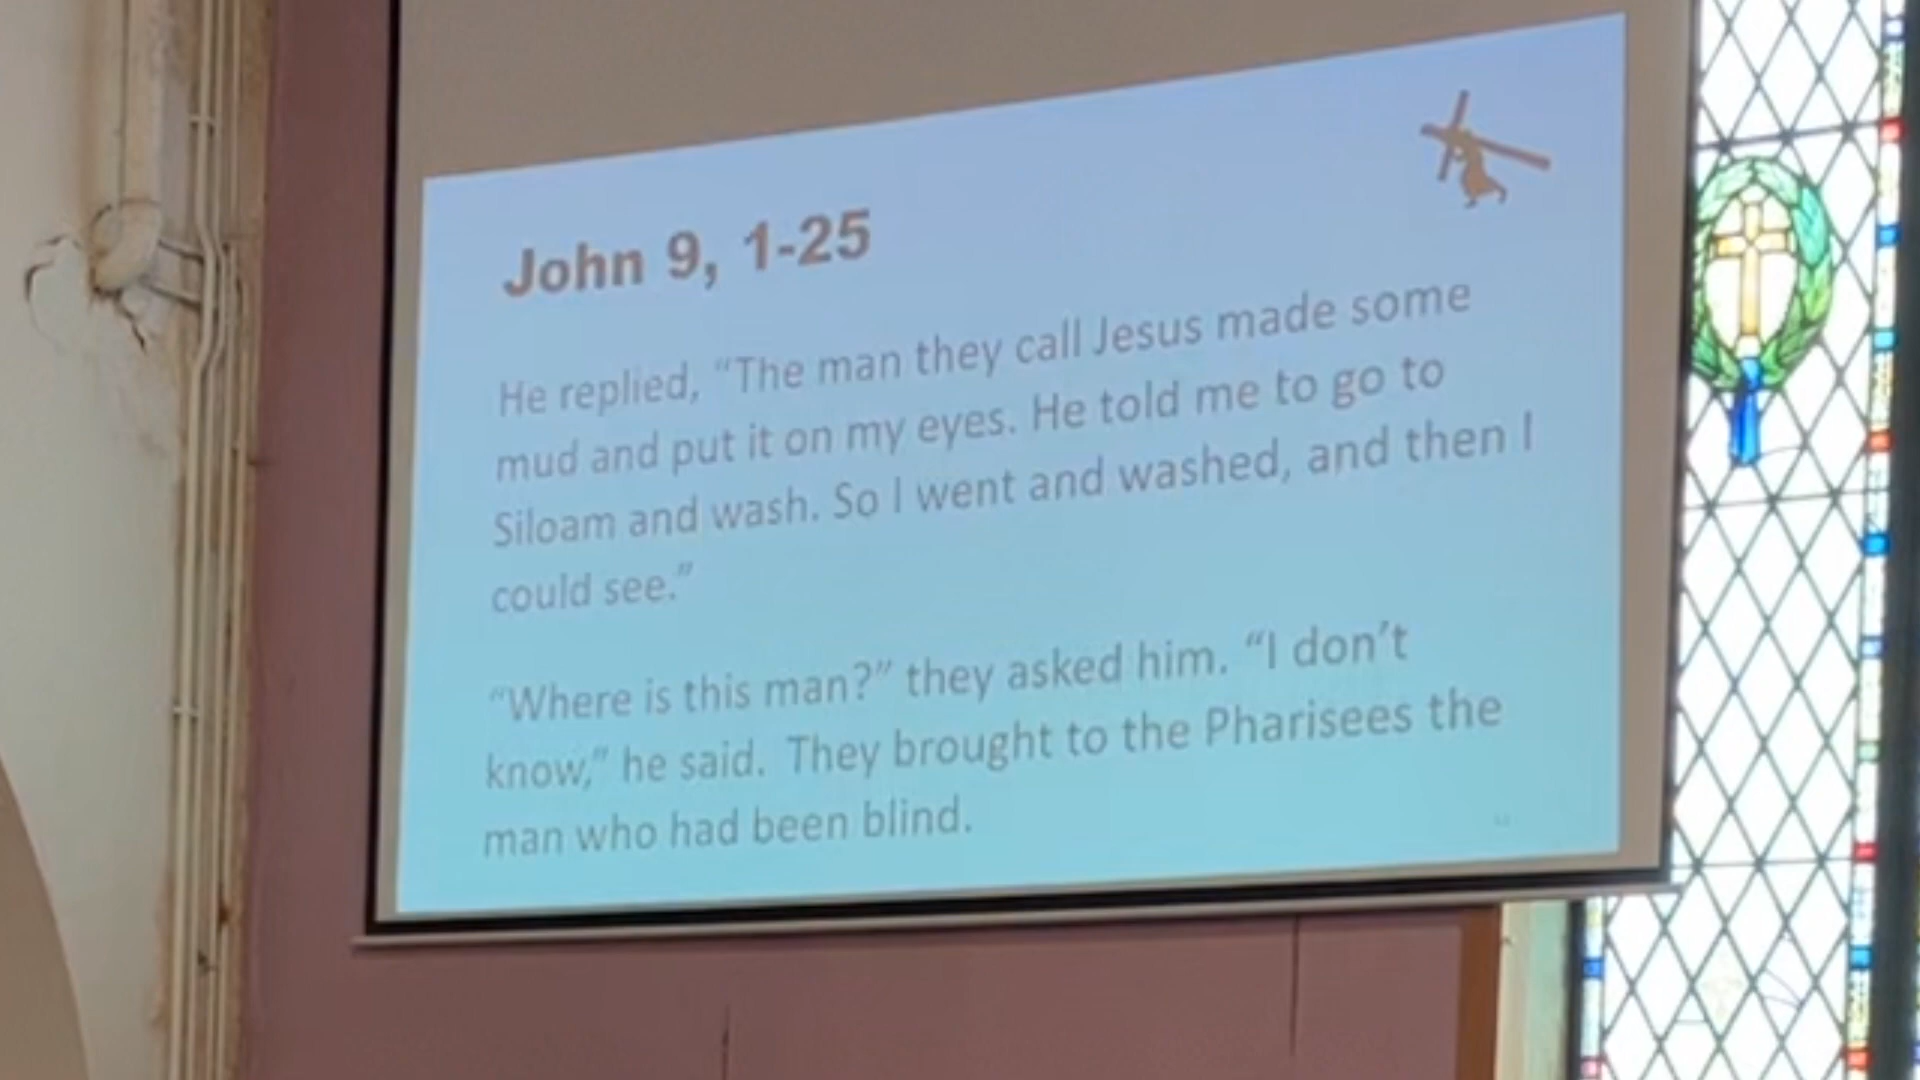 John 9, 1-25
He replied, “The man they call Jesus made some
mud and put it on my eyes. He told me to go to
Siloam and wash. So I went and washed, and then I
could see.”
“Where is this man?” they asked him. “I don’t
know,” he said. They brought to the Pharisees the
man who had been blind.